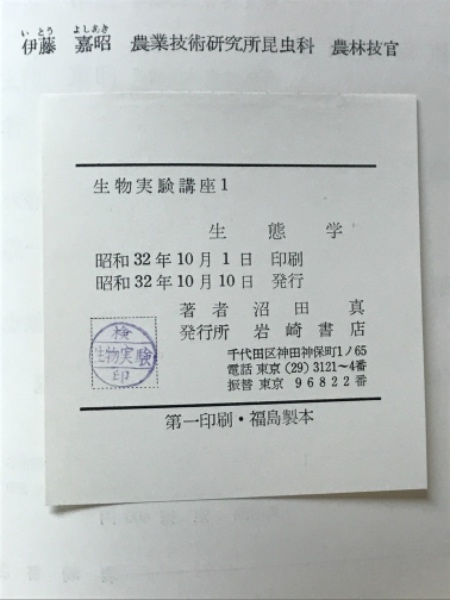 いとう よしあき
伊藤 嘉昭 農業技術研究所昆虫科 農林技官
生物実験講座1
生態学
昭和32年10月1日 印刷
昭和32年10月10日 発行
著者 沼田 真
発行所 岩崎書店
千代田区神田神保町1ノ65
電話 東京 (29) 3121~4番
振替 東京 96822番
検
生物実験
印
第一印刷・福島製本